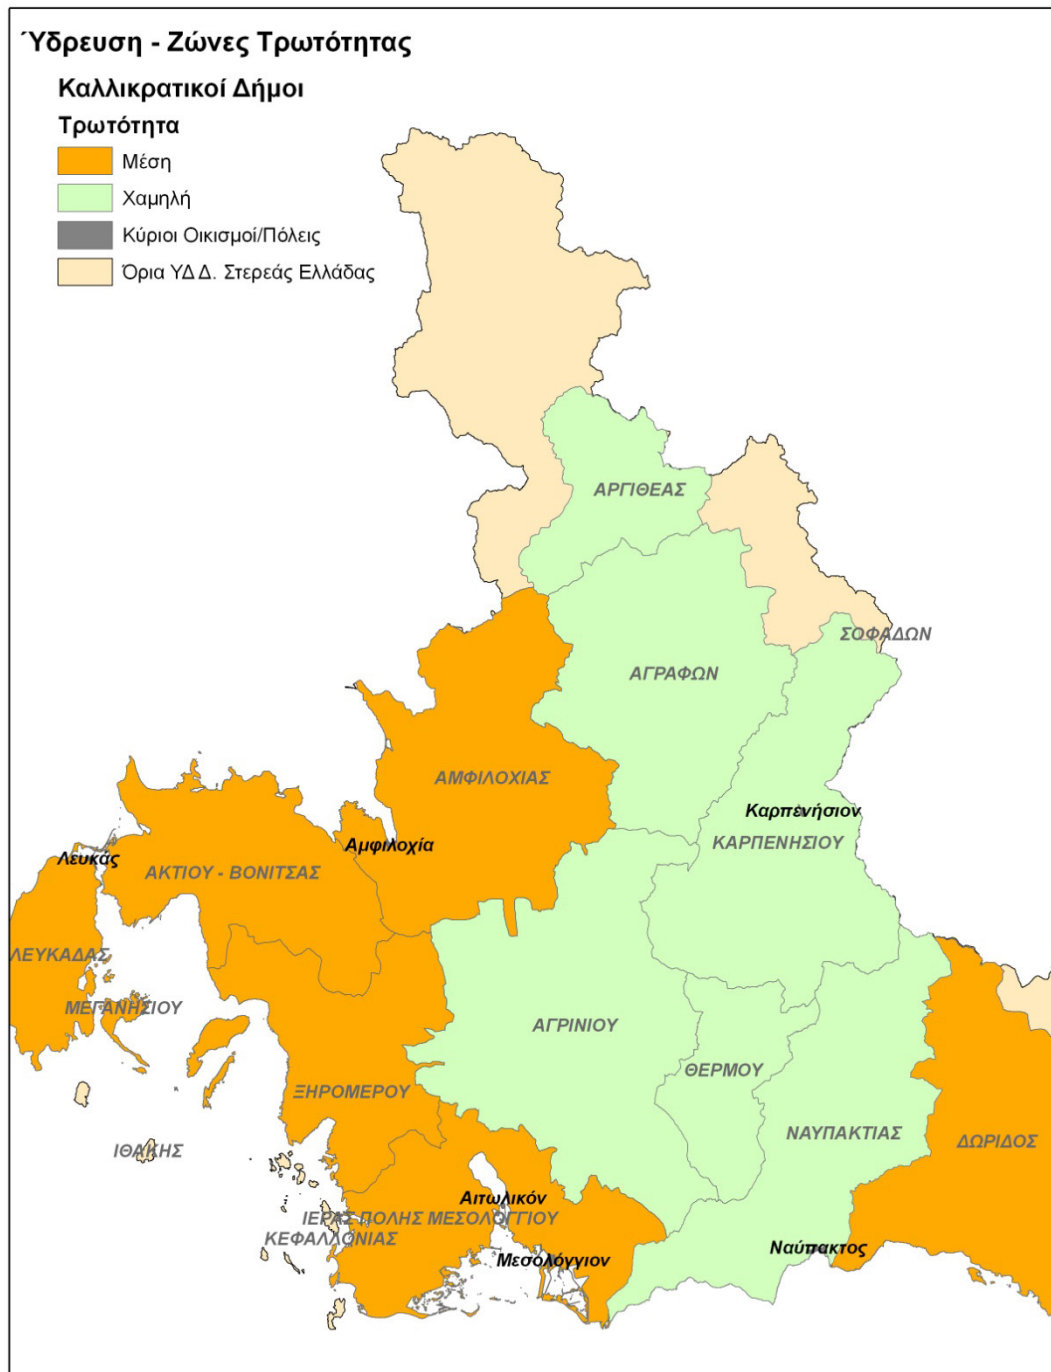 Ύδρευση - Ζώνες Τρωτότητας
Καλλικρατικοί Δήμοι
Τρωτότητα
Μέση
Χαμηλή
Κύριοι Οικισμοί/Πόλεις
Όρια ΥΔ Δ. Στερεάς Ελλάδας
ΑΡΓΙΘΕΑΣ
ΣΟΦΑΔΩΝ
ΑΓΡΑΦΩΝ
ΑΜΦΙΛΟΧΙΑΣ
Καρπενήσιον
ΚΑΡΠΕΝΗΣΙΟΥ
Αμφιλοχία
Λευκάς
ΑΚΤΙΟΥ - ΒΟΝΙΤΣΑΣ
ΛΕΥΚΑΔΑΣ
ΜΕΓΑΝΗΣΙΟΥ
ΑΓΡΙΝΙΟΥ
ΘΕΡΜΟΥ
ΞΗΡΟΜΕΡΟΥ
ΝΑΥΠΑΚΤΙΑΣ
ΔΩΡΙΔΟΣ
ΙΘΑΚΗΣ
Αιτωλικόν
ΙΕΡΑΣ ΠΟΛΗΣ ΜΕΣΟΛΟΓΓΙΟΥ
ΚΕΦΑΛΛΟΝΙΑΣ
Ναύπακτος
Μεσολόγγιον